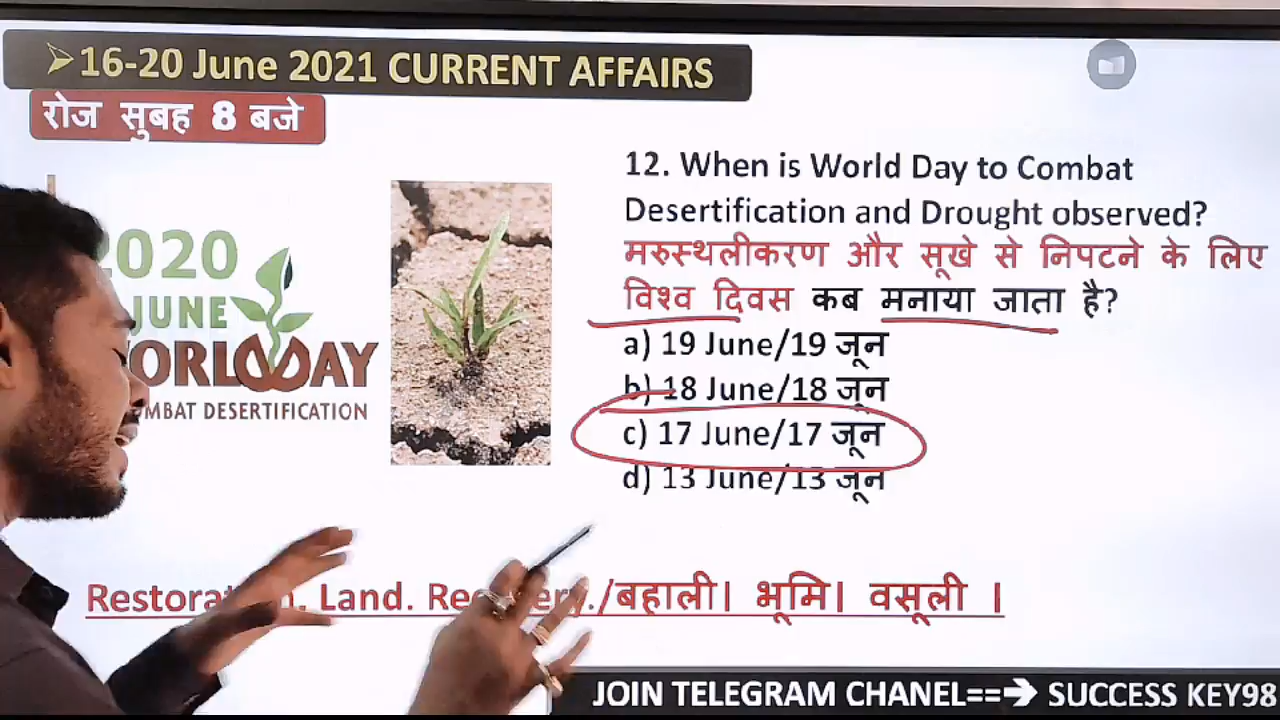 16-20 June 2021 CURRENT AFFAIRS
रोज सुबह 8 बजे
12. When is World Day to Combat
Desertification and Drought observed?
मरुस्थलीकरण और सूखे से निपटने के लिए
विश्व दिवस कब मनाया जाता है?
a) 19 June/19 जून
b) 18 June/18 जून
c) 17 June/17 जून
d) 13 June/13 जून
2020
JUNE
DAY
COMBAT DESERTIFICATION
Land. /बहाली। भूमि। वसूली ।
JOIN TELEGRAM CHANEL==➔ SUCCESS KEY98